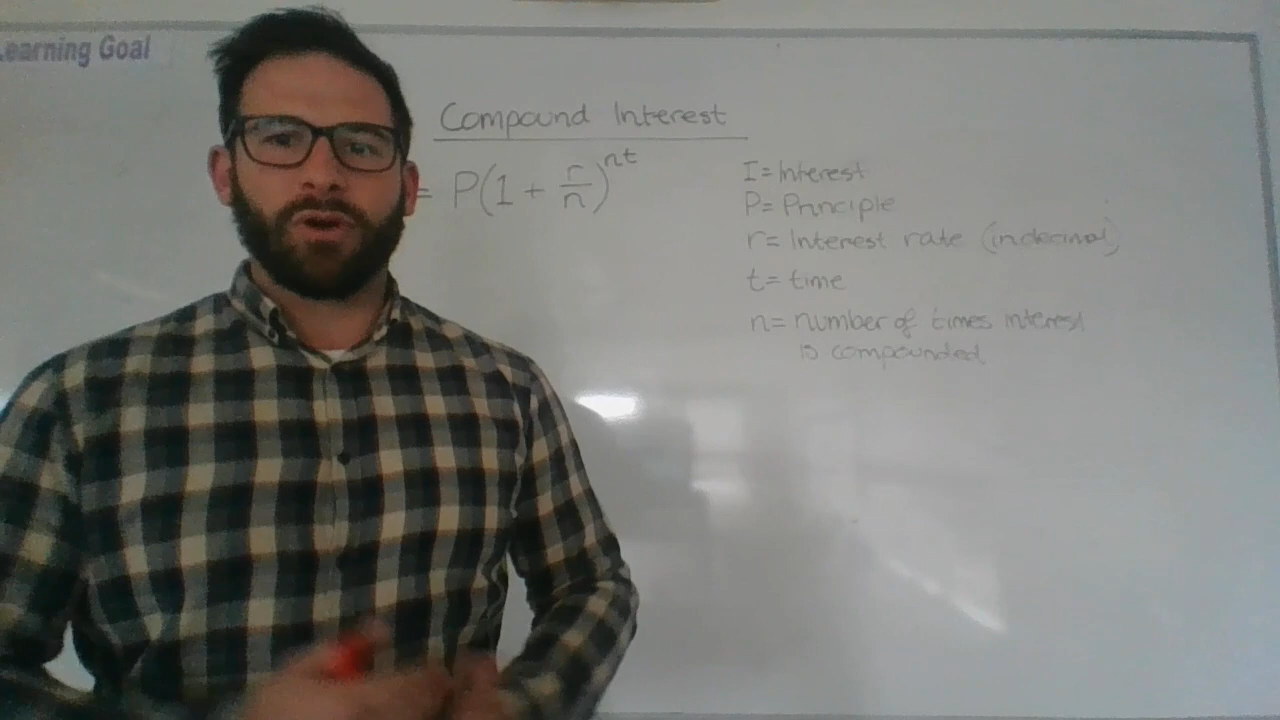 Learning Goal
Compound Interest
= P(1 + r/n)^nt
I = Interest
P = Principle
r = Interest rate (in decimal)
t = time
n = number of times interest
is compounded